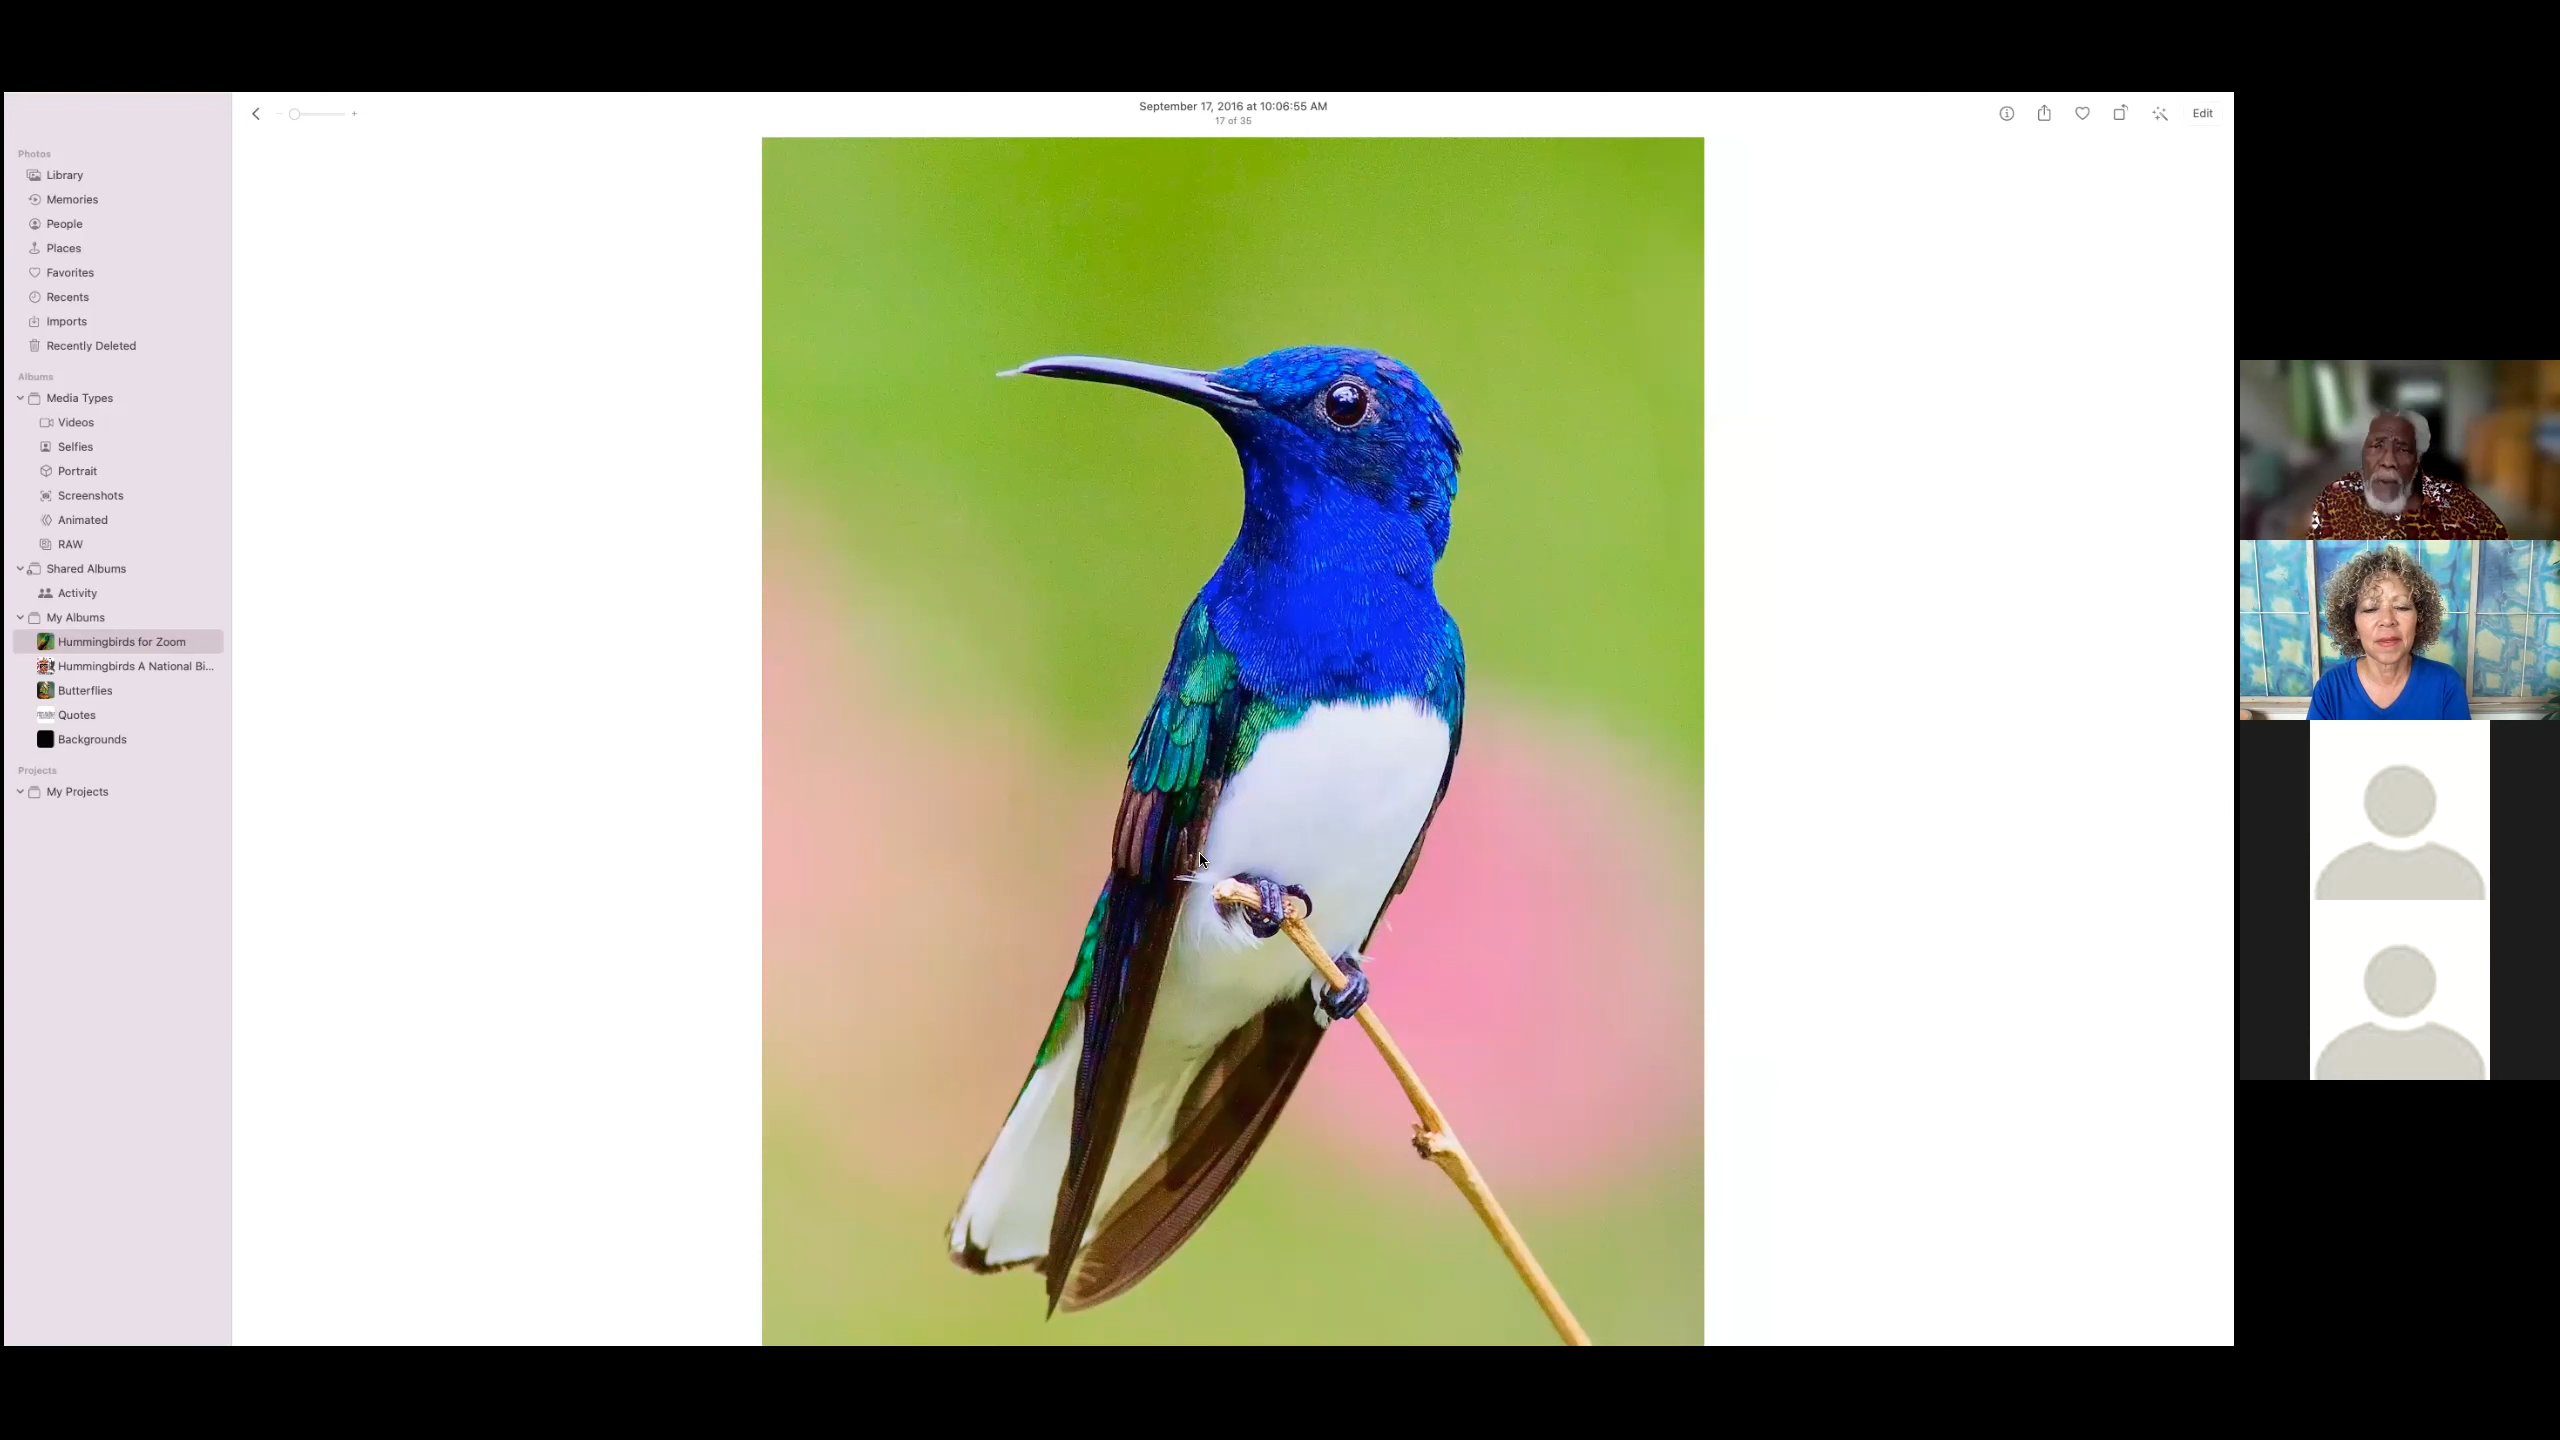 September 17, 2016 at 10:06:55 AM
17 of 35
Edit
Photos
Library
Memories
People
Places
Favorites
Recents
Imports
Recently Deleted
Albums
Media Types
Videos
Selfies
Portrait
Screenshots
Animated
RAW
Shared Albums
Activity
My Albums
Hummingbirds for Zoom
Hummingbirds A National Bi...
Butterflies
Quotes
Backgrounds
Projects
My Projects